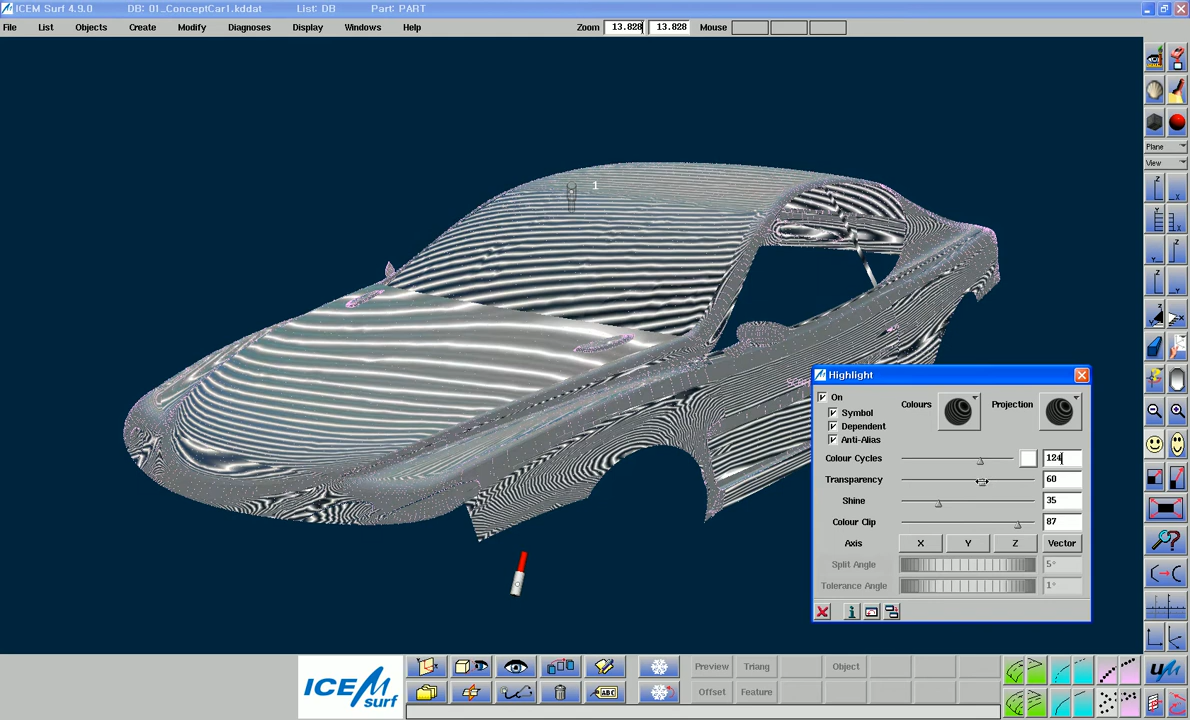 ICEM Surf 4.9.0 DB: 01_ConceptCar1.kddat List: DB Part: PART
File List Objects Create Modify Diagnoses Display Windows Help Zoom 13.828 13.828 Mouse
Plane
View
1
Highlight
On
Symbol
Dependent
Anti-Alias
Colours
Projection
Colour Cycles 124
Transparency 60
Shine 35
Colour Clip 87
Axis X Y Z Vector
Split Angle 5°
Tolerance Angle 1°
ICEM surf
ABC
Preview Triang Object
Offset Feature